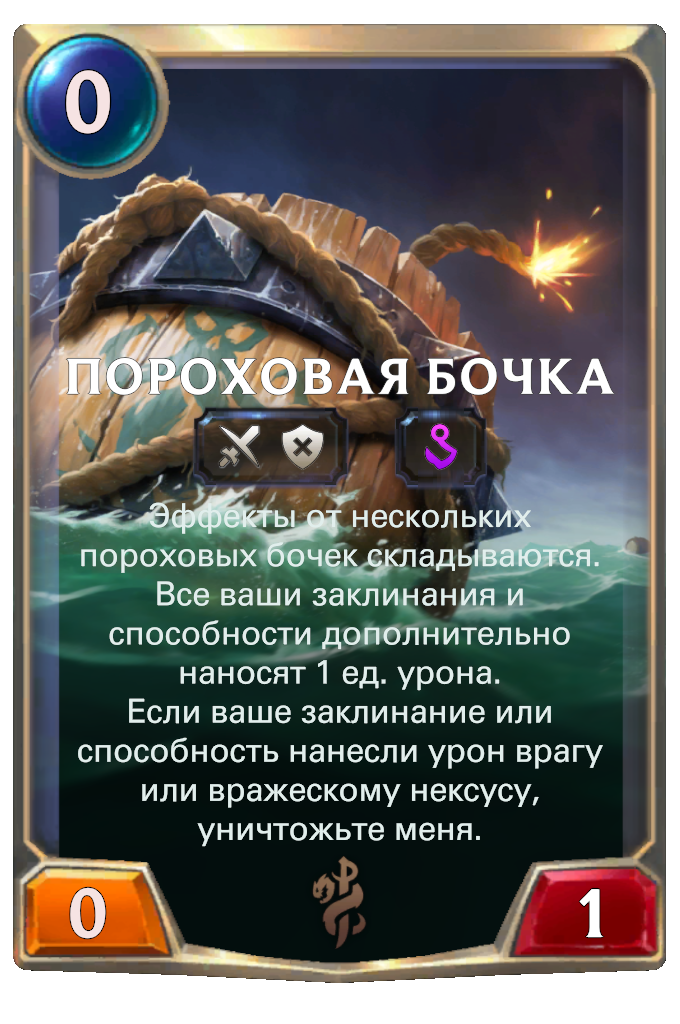 0
ПОРОХОВАЯ БОЧКА
Эффекты от нескольких
пороховых бочек складываются.
Все ваши заклинания и
способности дополнительно
наносят 1 ед. урона.
Если ваше заклинание или
способность нанесли урон врагу
или вражескому нексусу,
уничтожьте меня.
0
1